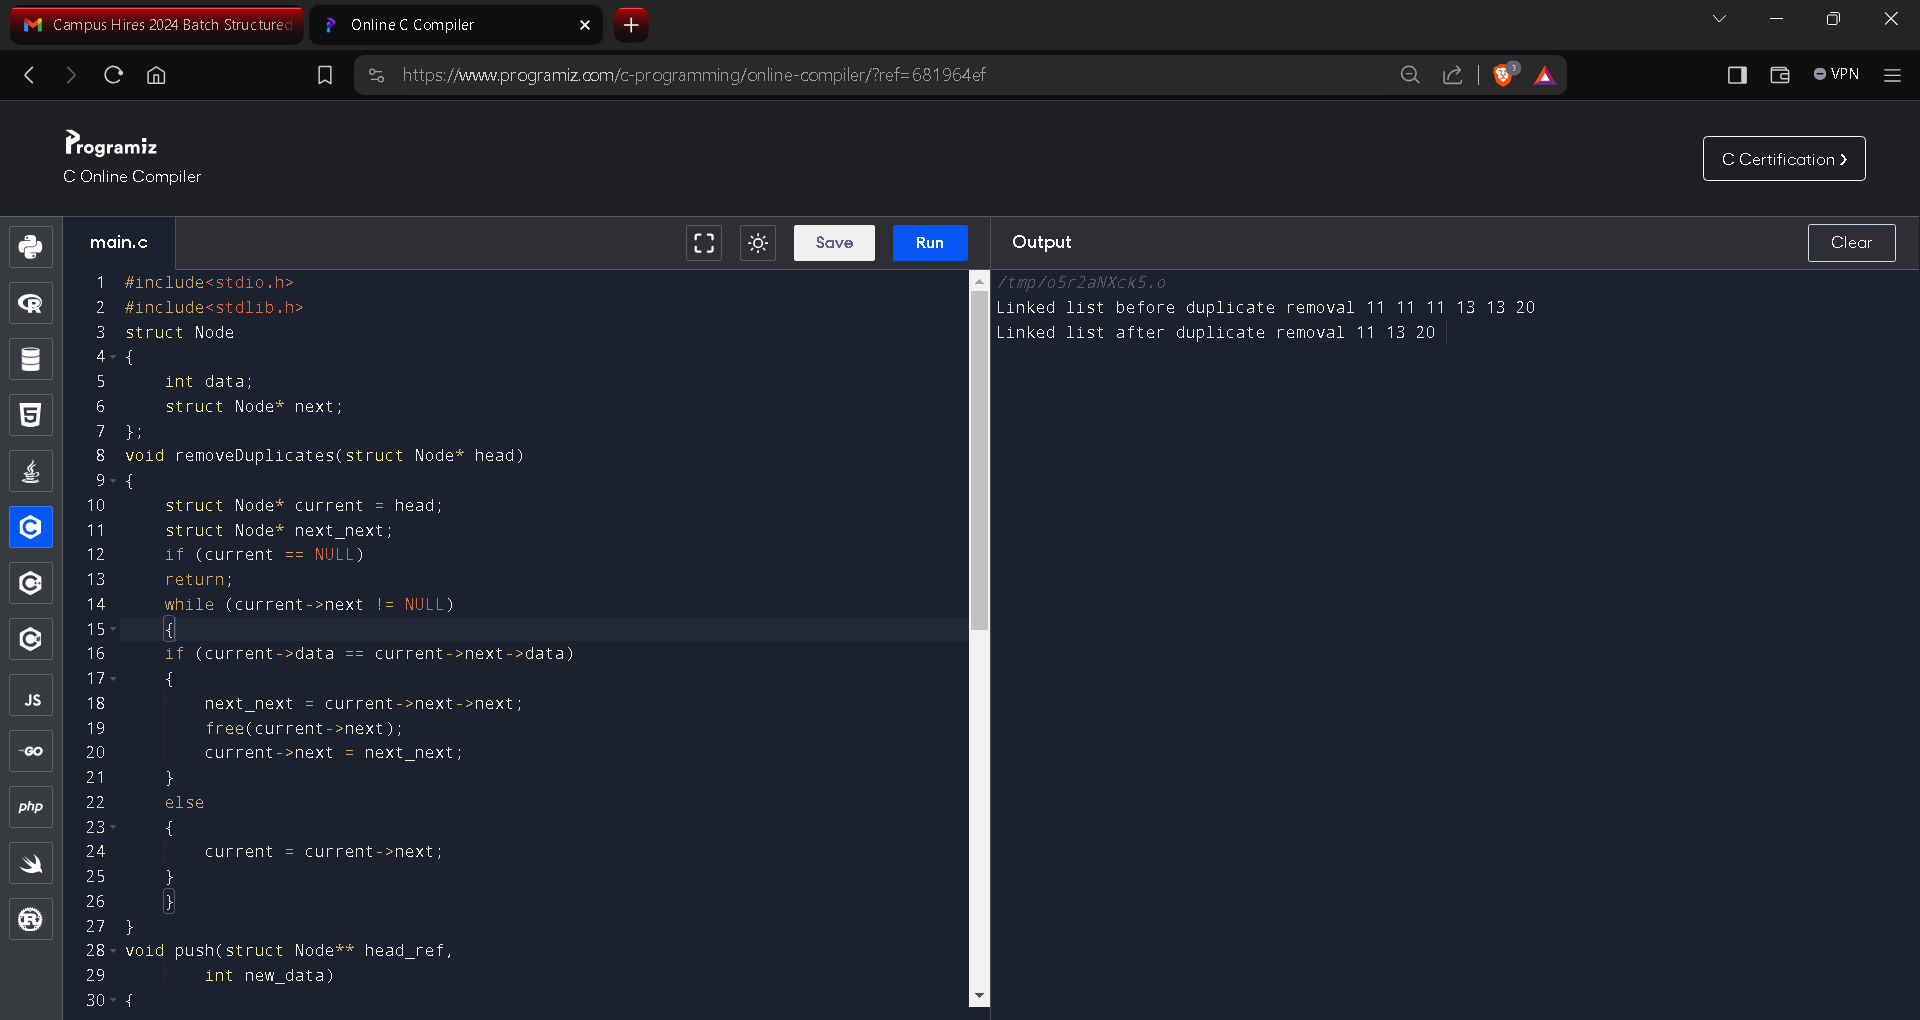 Campus Hires 2024 Batch Structured
Online C Compiler
https://www.programiz.com/c-programming/online-compiler/?ref=681964ef
3
VPN
Programiz
C Online Compiler
C Certification ❯
main.c
Save
Run
Output
Clear
1 #include<stdio.h>
2 #include<stdlib.h>
3 struct Node
4 {
5 int data;
6 struct Node* next;
7 };
8 void removeDuplicates(struct Node* head)
9 {
10 struct Node* current = head;
11 struct Node* next_next;
12 if (current == NULL)
13 return;
14 while (current->next != NULL)
15 {
16 if (current->data == current->next->data)
17 {
18 next_next = current->next->next;
19 free(current->next);
20 current->next = next_next;
21 }
22 else
23 {
24 current = current->next;
25 }
26 }
27 }
28 void push(struct Node** head_ref,
29 int new_data)
30 {
/tmp/o5r2aNXck5.o
Linked list before duplicate removal 11 11 11 13 13 20
Linked list after duplicate removal 11 13 20
R
5
C
JS
GO
php
R